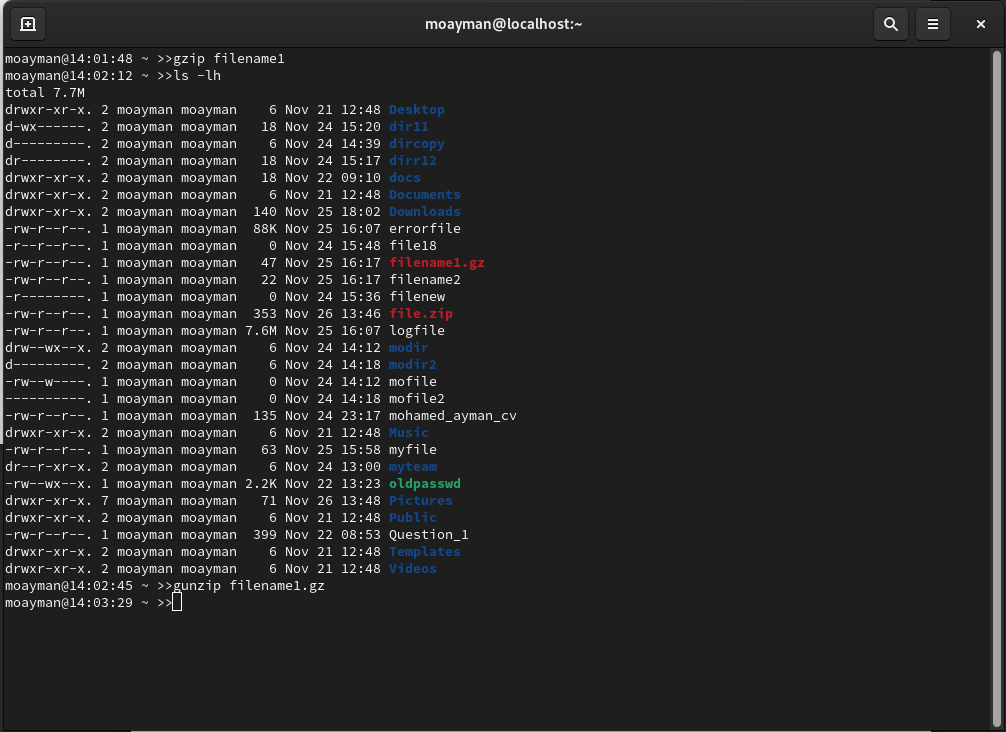 moayman@localhost:~
moayman@14:01:48 ~ >>gzip filename1
moayman@14:02:12 ~ >>ls -lh
total 7.7M
drwxr-xr-x. 2 moayman moayman    6 Nov 21 12:48 Desktop
d-wx------. 2 moayman moayman   18 Nov 24 15:20 dir11
d---------. 2 moayman moayman    6 Nov 24 14:39 dircopy
dr--------. 2 moayman moayman   18 Nov 24 15:17 dirr12
drwxr-xr-x. 2 moayman moayman   18 Nov 22 09:10 docs
drwxr-xr-x. 2 moayman moayman    6 Nov 21 12:48 Documents
drwxr-xr-x. 2 moayman moayman  140 Nov 25 18:02 Downloads
-rw-r--r--. 1 moayman moayman  88K Nov 25 16:07 errorfile
-r--r--r--. 1 moayman moayman    0 Nov 24 15:48 file18
-rw-r--r--. 1 moayman moayman   47 Nov 25 16:17 filename1.gz
-rw-r--r--. 1 moayman moayman   22 Nov 25 16:17 filename2
-r--------. 1 moayman moayman    0 Nov 24 15:36 filenew
-rw-r--r--. 1 moayman moayman  353 Nov 26 13:46 file.zip
-rw-r--r--. 1 moayman moayman 7.6M Nov 25 16:07 logfile
drw--wx--x. 2 moayman moayman    6 Nov 24 14:12 modir
d---------. 2 moayman moayman    6 Nov 24 14:18 modir2
-rw--w----. 1 moayman moayman    0 Nov 24 14:12 mofile
----------. 1 moayman moayman    0 Nov 24 14:18 mofile2
-rw-r--r--. 1 moayman moayman  135 Nov 24 23:17 mohamed_ayman_cv
drwxr-xr-x. 2 moayman moayman    6 Nov 21 12:48 Music
-rw-r--r--. 1 moayman moayman   63 Nov 25 15:58 myfile
dr--r-xr-x. 2 moayman moayman    6 Nov 24 13:00 myteam
-rw--wx--x. 1 moayman moayman 2.2K Nov 22 13:23 oldpasswd
drwxr-xr-x. 7 moayman moayman   71 Nov 26 13:48 Pictures
drwxr-xr-x. 2 moayman moayman    6 Nov 21 12:48 Public
-rw-r--r--. 1 moayman moayman  399 Nov 22 08:53 Question_1
drwxr-xr-x. 2 moayman moayman    6 Nov 21 12:48 Templates
drwxr-xr-x. 2 moayman moayman    6 Nov 21 12:48 Videos
moayman@14:02:45 ~ >>gunzip filename1.gz
moayman@14:03:29 ~ >>